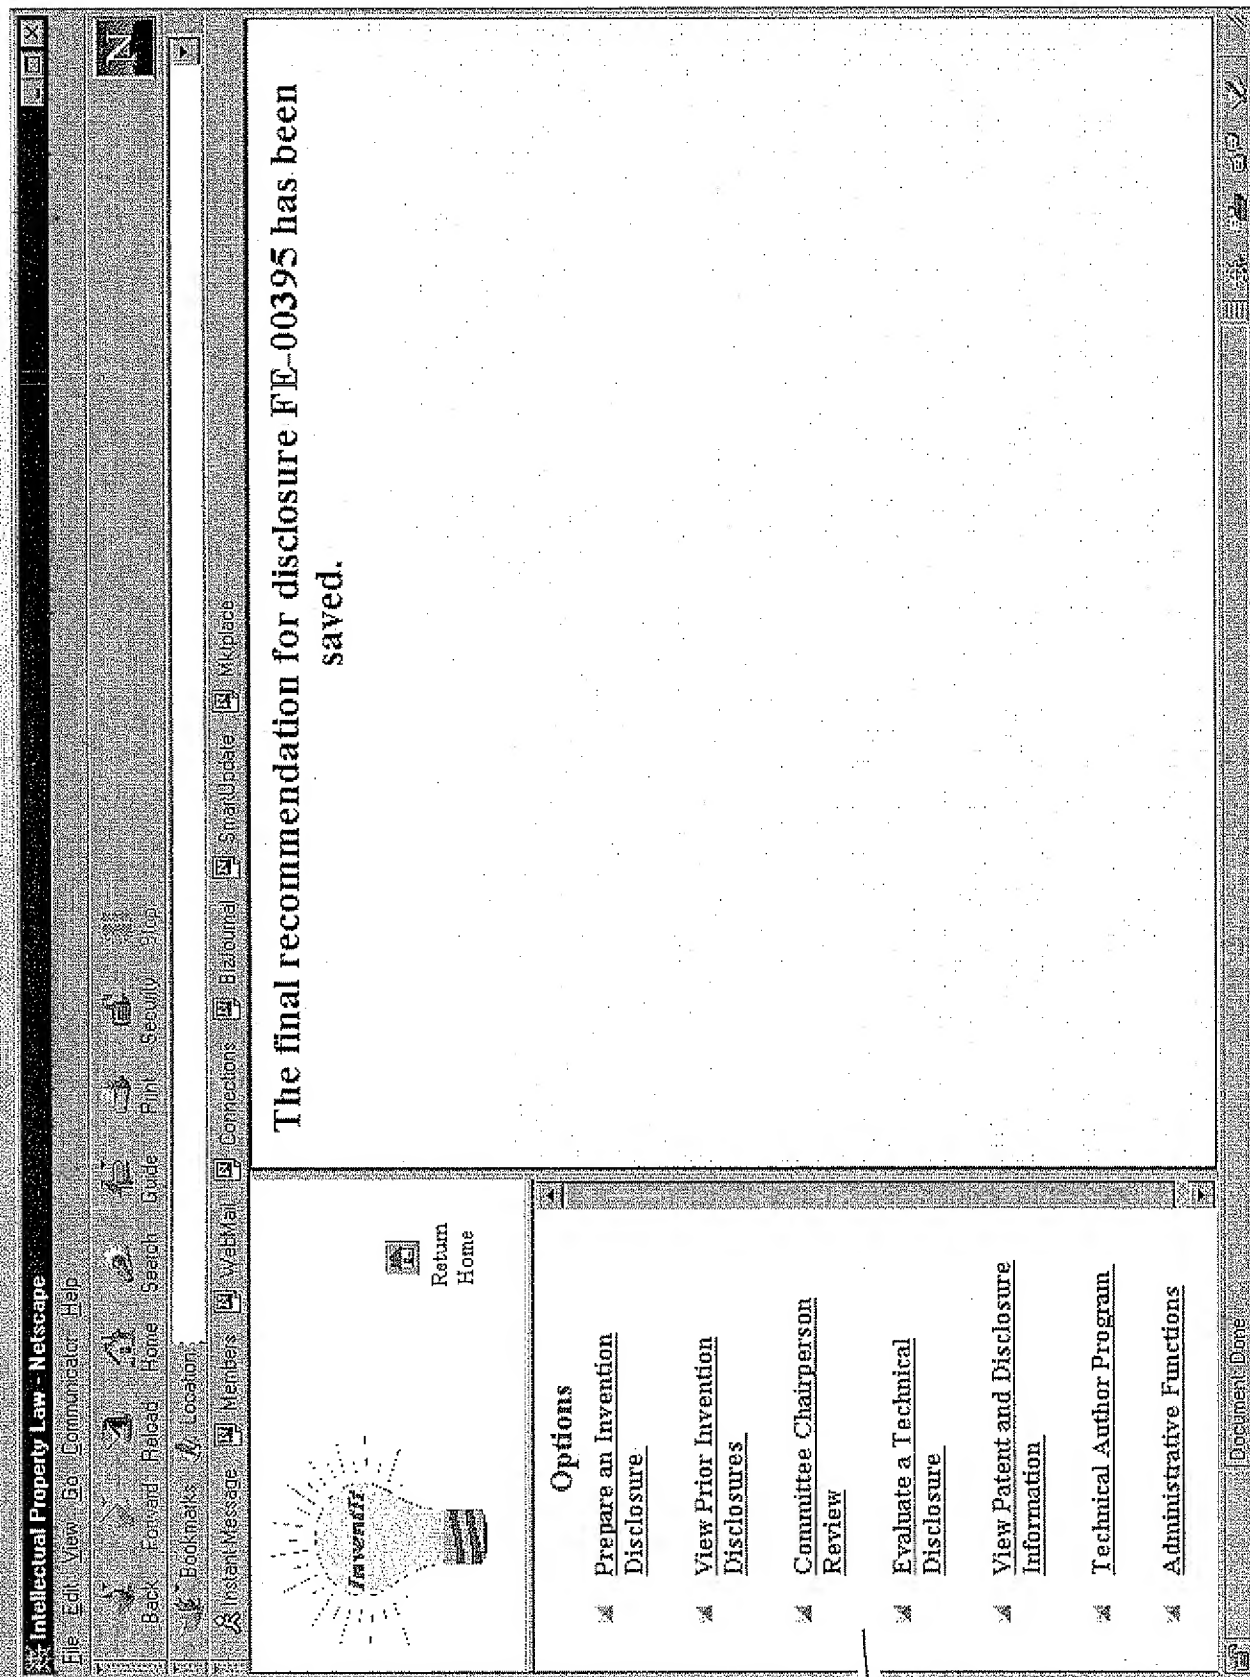 Intellectual Property Law - Netscape
File Edit View Go Communicator Help
Back Forward Reload Home Search Guide Print Security Stop
Bookmarks Location:
Instant Message Members WebMail Connections BizJournal SmartUpdate Mktplace
N
InventIt
Return
Home
Options
Prepare an Invention
Disclosure
View Prior Invention
Disclosures
Committee Chairperson
Review
Evaluate a Technical
Disclosure
View Patent and Disclosure
Information
Technical Author Program
Administrative Functions
The final recommendation for disclosure FE-00395 has been
saved.
Document: Done